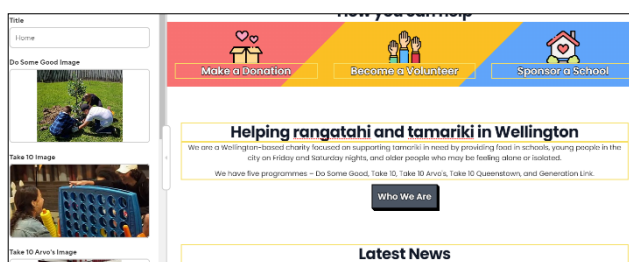 Title
Home
Do Some Good Image
Take 10 Image
Take 10 Arvo's Image
How you can help
Make a Donation
Become a Volunteer
Sponsor a School
Helping rangatahi and tamariki in Wellington
We are a Wellington-based charity focused on supporting tamariki in need by providing food in schools, young people in the
city on Friday and Saturday nights, and older people who may be feeling alone or isolated.
We have five programmes – Do Some Good, Take 10, Take 10 Arvo's, Take 10 Queenstown, and Generation Link.
Who We Are
Latest News